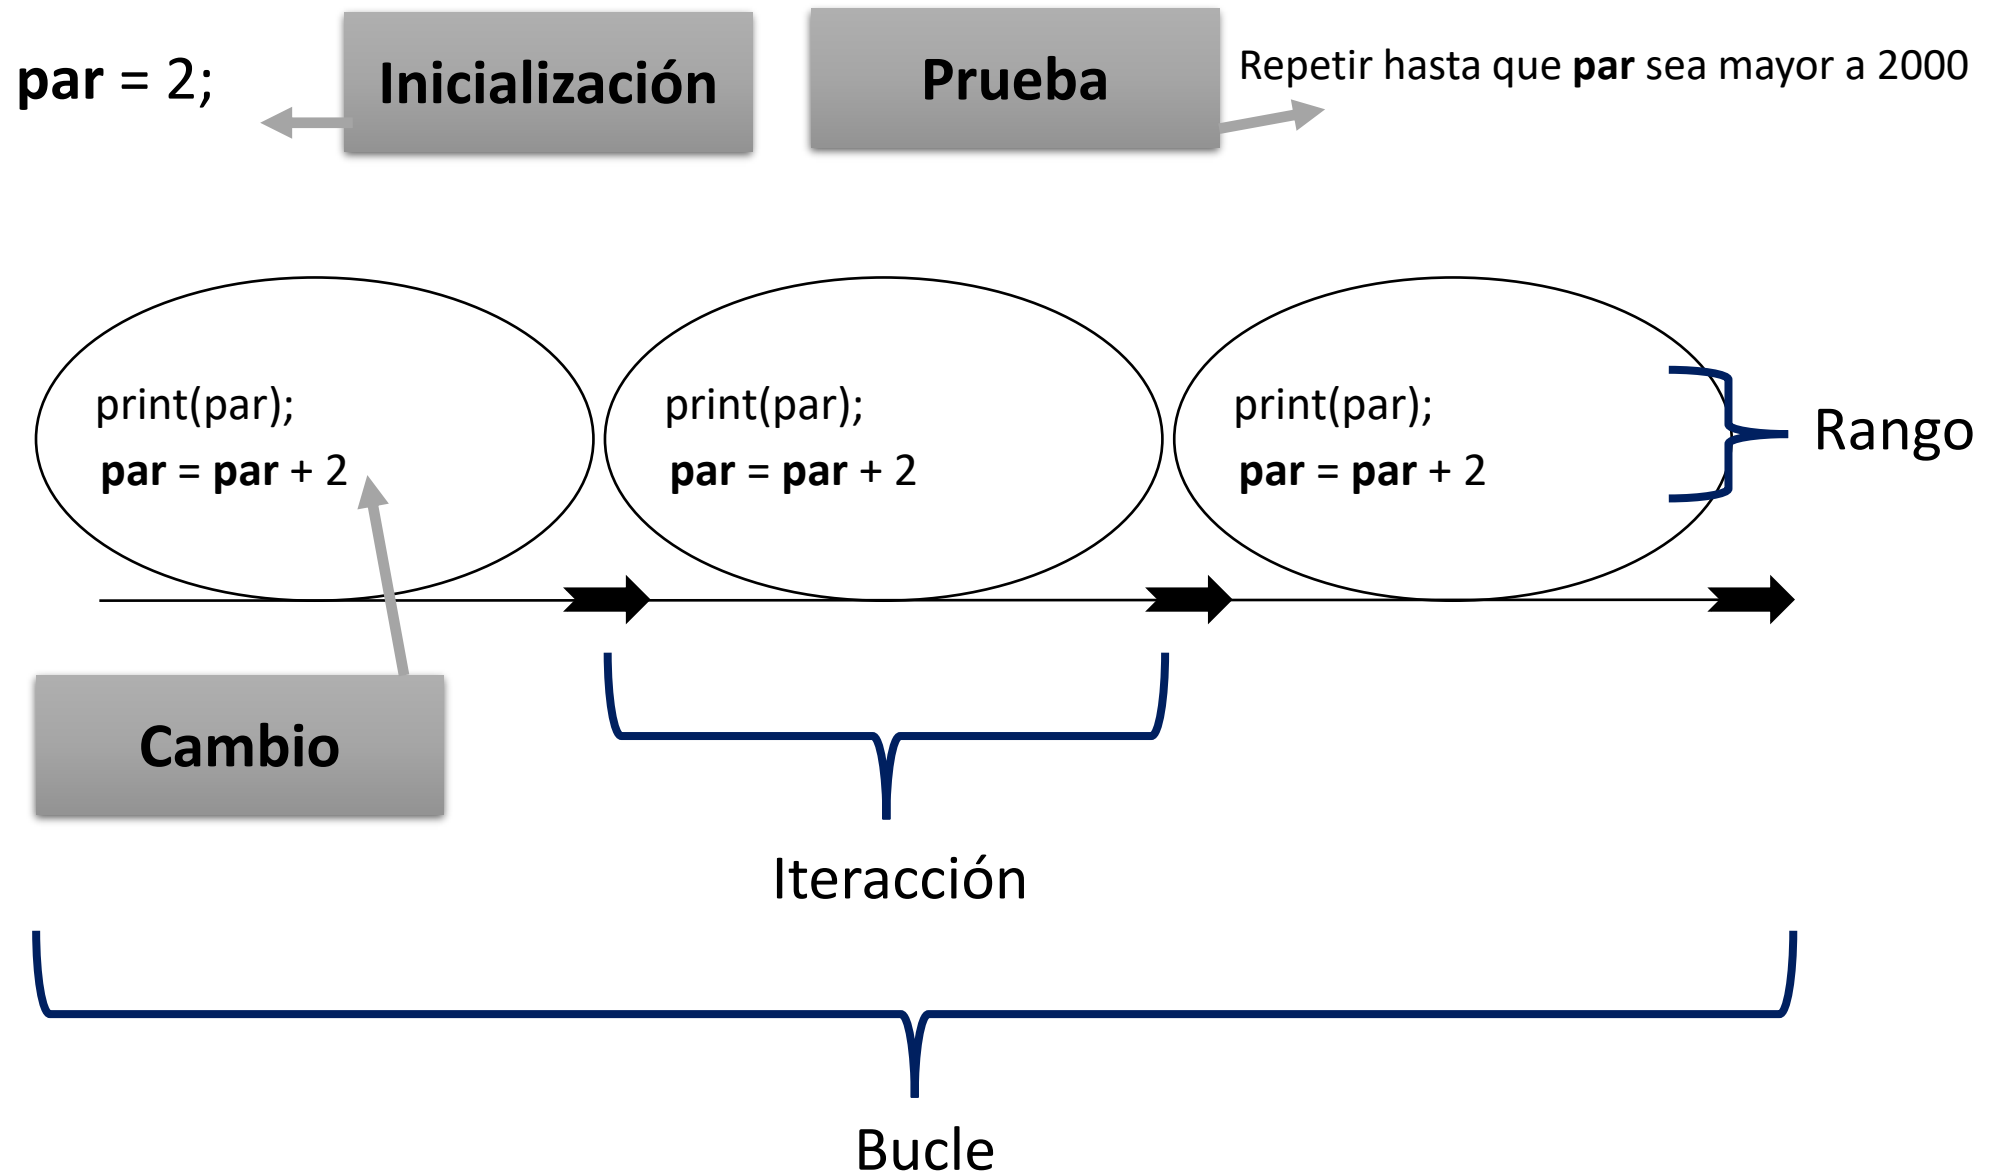 par = 2;
Inicialización
Prueba
Repetir hasta que par sea mayor a 2000
print(par);
par = par + 2
print(par);
par = par + 2
print(par);
par = par + 2
Rango
Cambio
Iteracción
Bucle